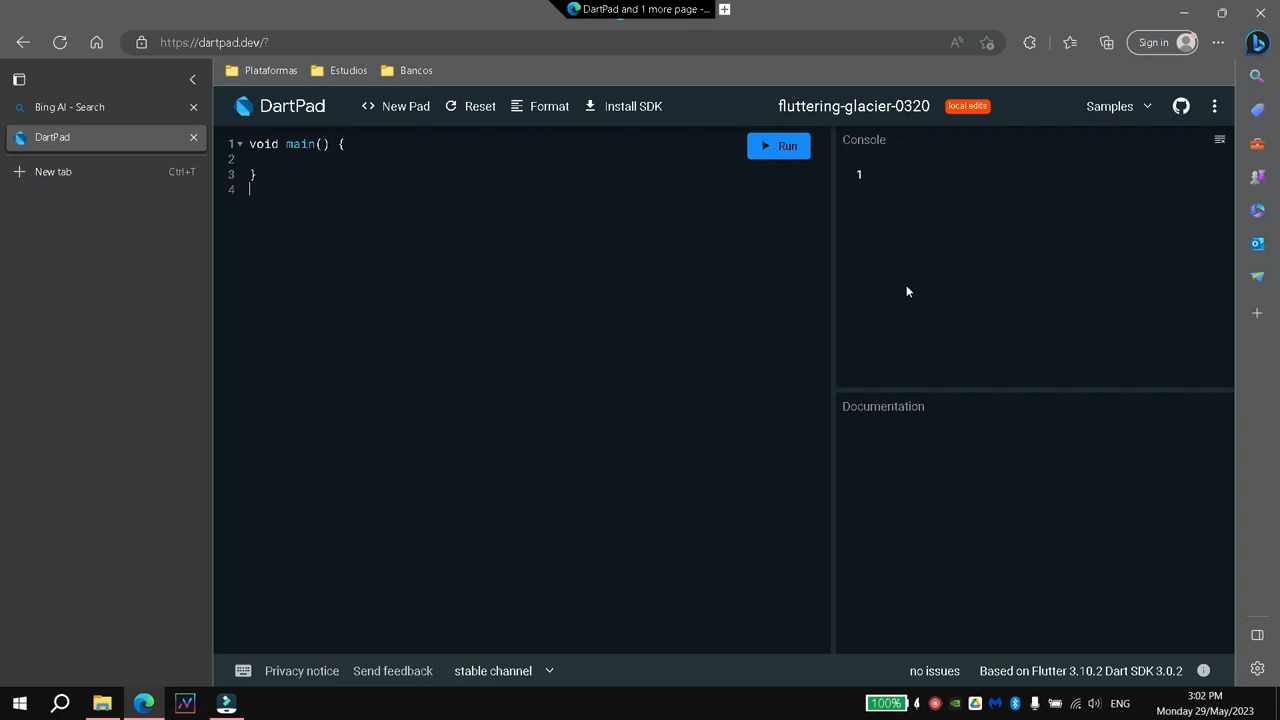 DartPad and 1 more page -...
https://dartpad.dev/?
Sign in
Plataformas
Estudios
Bancos
Bing AI - Search
DartPad
New tab
Ctrl+T
DartPad
New Pad
Reset
Format
Install SDK
fluttering-glacier-0320
local edits
Samples
1 void main() {
2
3 }
4
Run
Console
1
Documentation
Privacy notice
Send feedback
stable channel
no issues
Based on Flutter 3.10.2 Dart SDK 3.0.2
100%
ENG
3:02 PM
Monday 29/May/2023